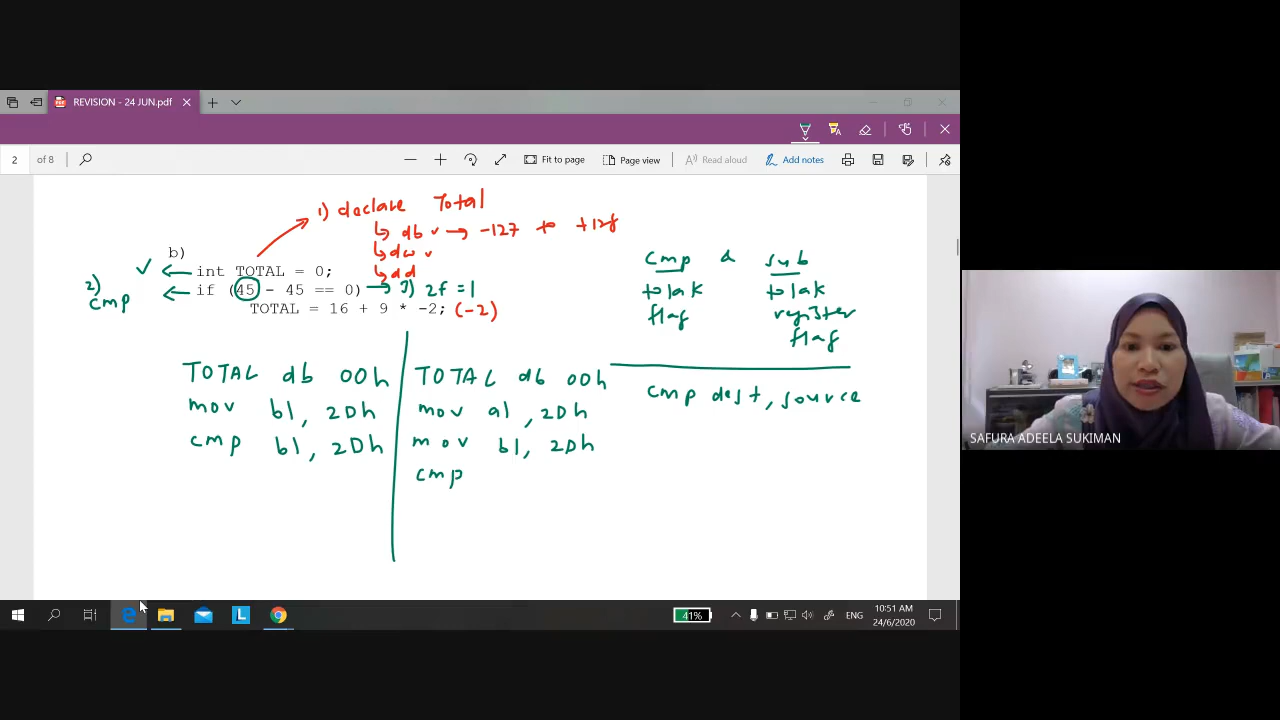 REVISION - 24 JUN.pdf
2 of 8 Fit to page Page view Read aloud Add notes
1) declare Total
db ✓ → -127 to +128
dw ✓
dd
b)
int TOTAL = 0;
2) cmp
if (45 - 45 == 0) → 3) ZF = 1
TOTAL = 16 + 9 * -2; (-2)
cmp & sub
tolak tolak
flag register
flag
cmp dest, source
TOTAL db 00h
mov bl, 2Dh
cmp bl, 2Dh
TOTAL db 00h
mov al, 2Dh
mov bl, 2Dh
cmp
SAFURA ADEELA SUKIMAN
41% ENG 10:51 AM
24/6/2020